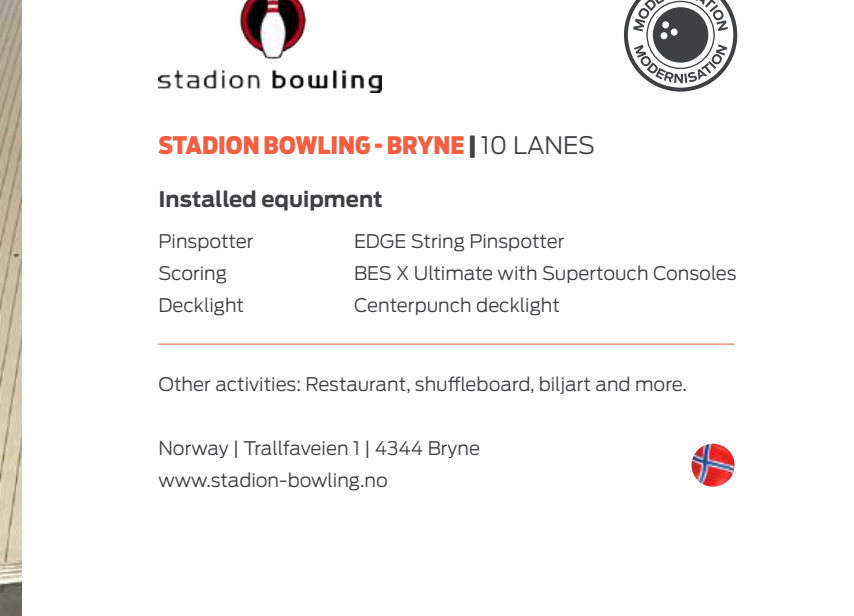 stadion bowling
MODERNISATION
STADION BOWLING - BRYNE | 10 LANES
Installed equipment
Pinspotter EDGE String Pinspotter
Scoring BES X Ultimate with Supertouch Consoles
Decklight Centerpunch decklight
Other activities: Restaurant, shuffleboard, biljart and more.
Norway | Trallfaveien 1 | 4344 Bryne
www.stadion-bowling.no